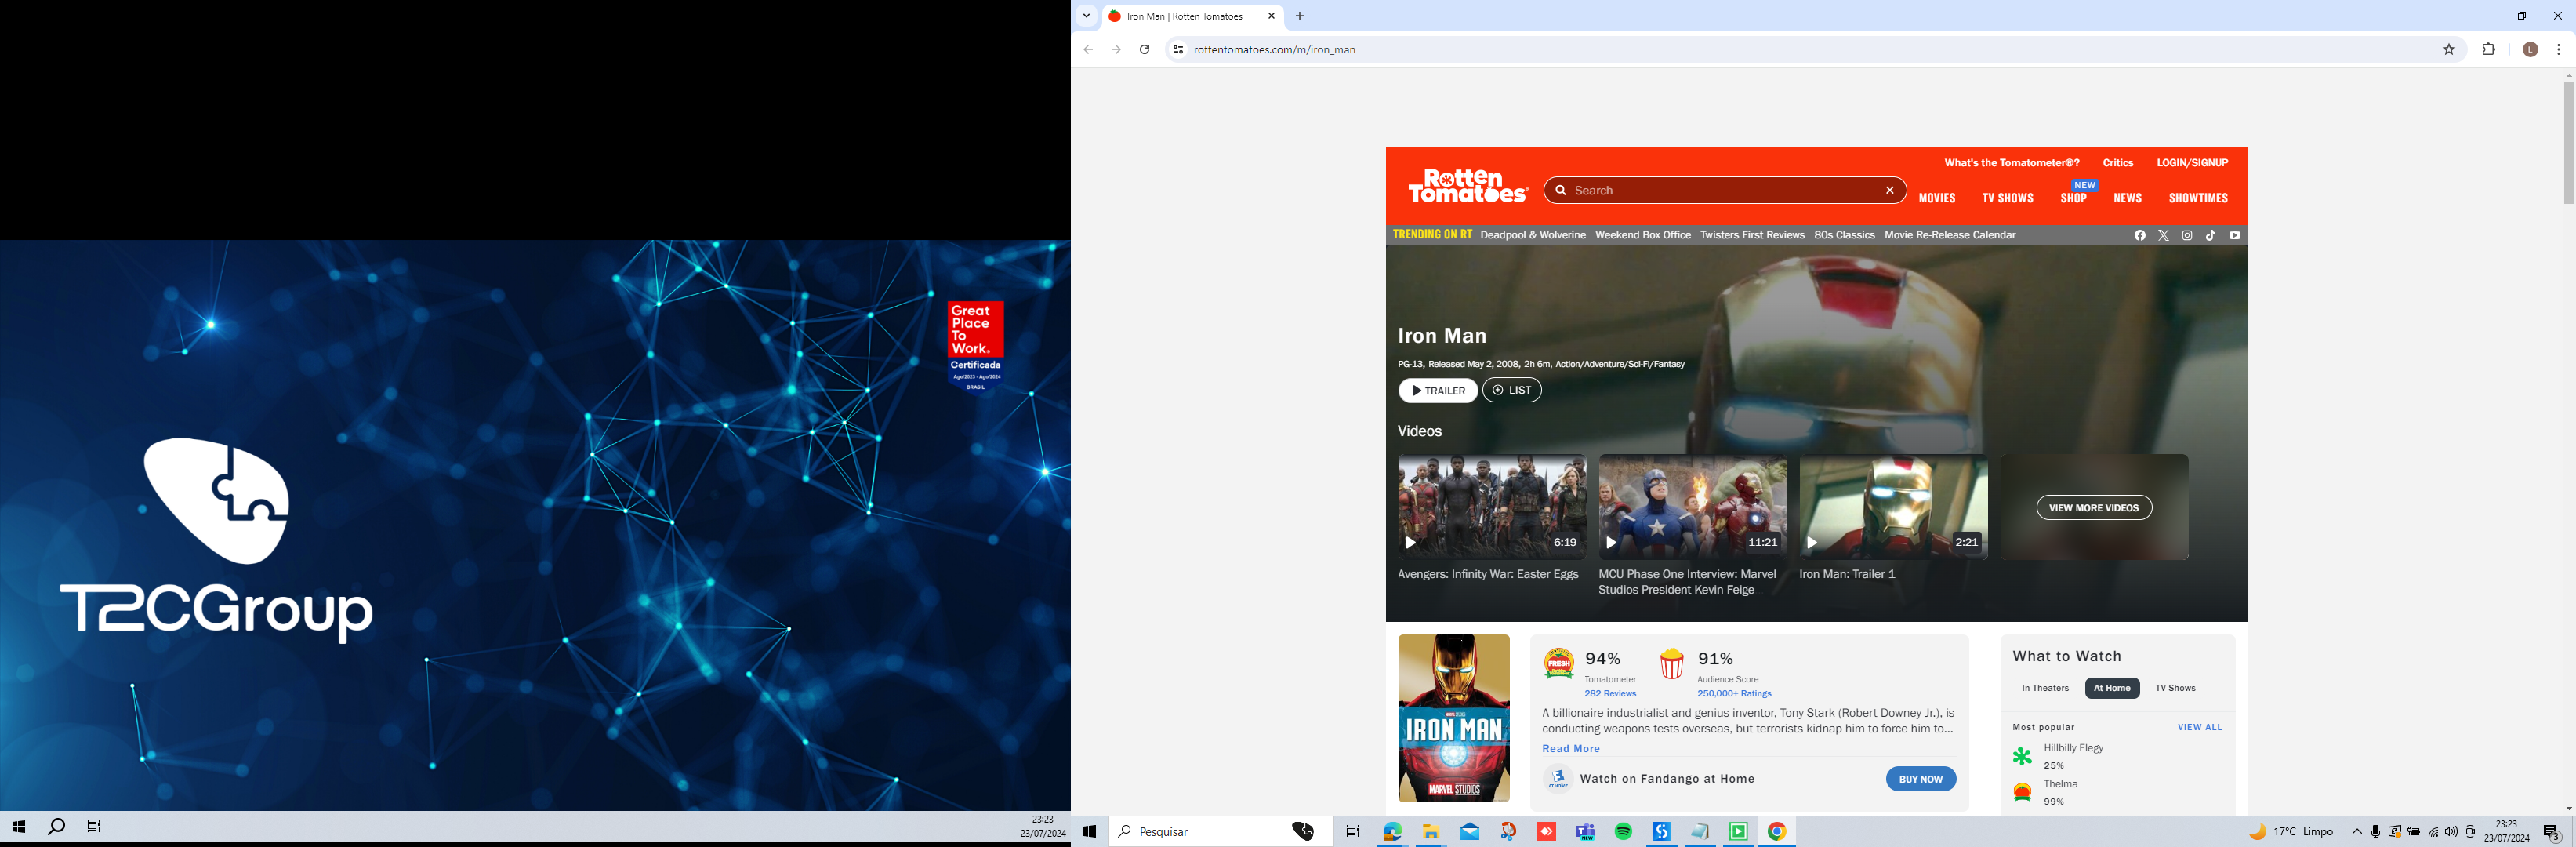 Great
Place
To
Work.
Certificada
Ago/2023 - Ago/2024
BRASIL
T2CGroup
23:23
23/07/2024
Iron Man | Rotten Tomatoes
rottentomatoes.com/m/iron_man
L
What's the Tomatometer®?
Critics
LOGIN/SIGNUP
Rotten
Tomatoes
Search
MOVIES
TV SHOWS
NEW
SHOP
NEWS
SHOWTIMES
TRENDING ON RT
Deadpool & Wolverine
Weekend Box Office
Twisters First Reviews
80s Classics
Movie Re-Release Calendar
Iron Man
PG-13, Released May 2, 2008, 2h 6m, Action/Adventure/Sci-Fi/Fantasy
TRAILER
LIST
Videos
6:19
11:21
2:21
VIEW MORE VIDEOS
Avengers: Infinity War: Easter Eggs
MCU Phase One Interview: Marvel
Studios President Kevin Feige
Iron Man: Trailer 1
IRON MAN
MARVEL STUDIOS
FRESH
94%
Tomatometer
282 Reviews
91%
Audience Score
250,000+ Ratings
A billionaire industrialist and genius inventor, Tony Stark (Robert Downey Jr.), is
conducting weapons tests overseas, but terrorists kidnap him to force him to...
Read More
AT HOME
Watch on Fandango at Home
BUY NOW
What to Watch
In Theaters
At Home
TV Shows
Most popular
VIEW ALL
Hillbilly Elegy
25%
Thelma
99%
Pesquisar
NEW
17°C Limpo
23:23
23/07/2024
3